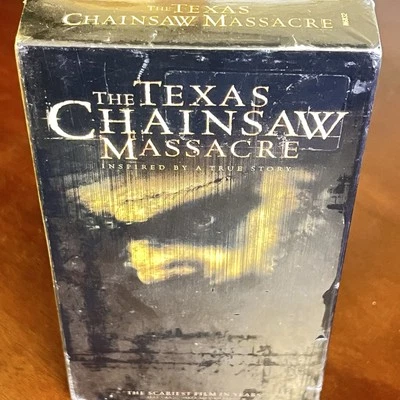 THE TEXAS
CHAINSAW MASSACRE
THE TEXAS
CHAINSAW
MASSACRE
INSPIRED BY A TRUE STORY
"THE SCARIEST FILM IN YEARS"